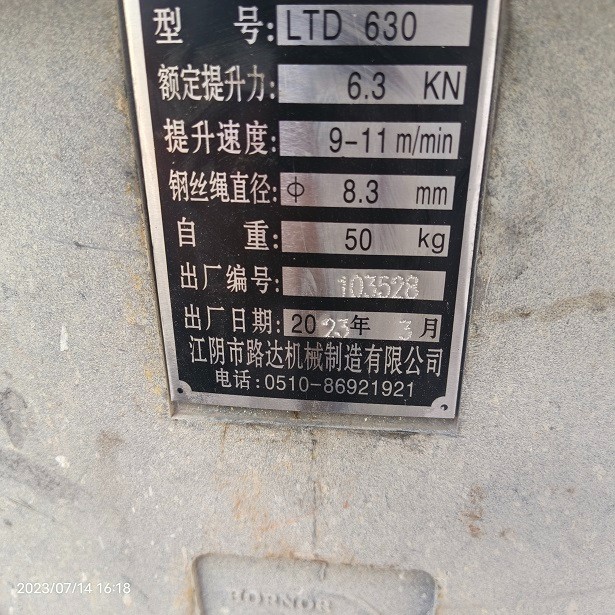 型 号: LTD 630
额定提升力: 6.3 KN
提升速度: 9-11 m/min
钢丝绳直径: Φ 8.3 mm
自 重: 50 kg
出厂编号: 103528
出厂日期: 2023年 3月
江阴市路达机械制造有限公司
电话:0510-86921921
HORNOR
2023/07/14 16:18